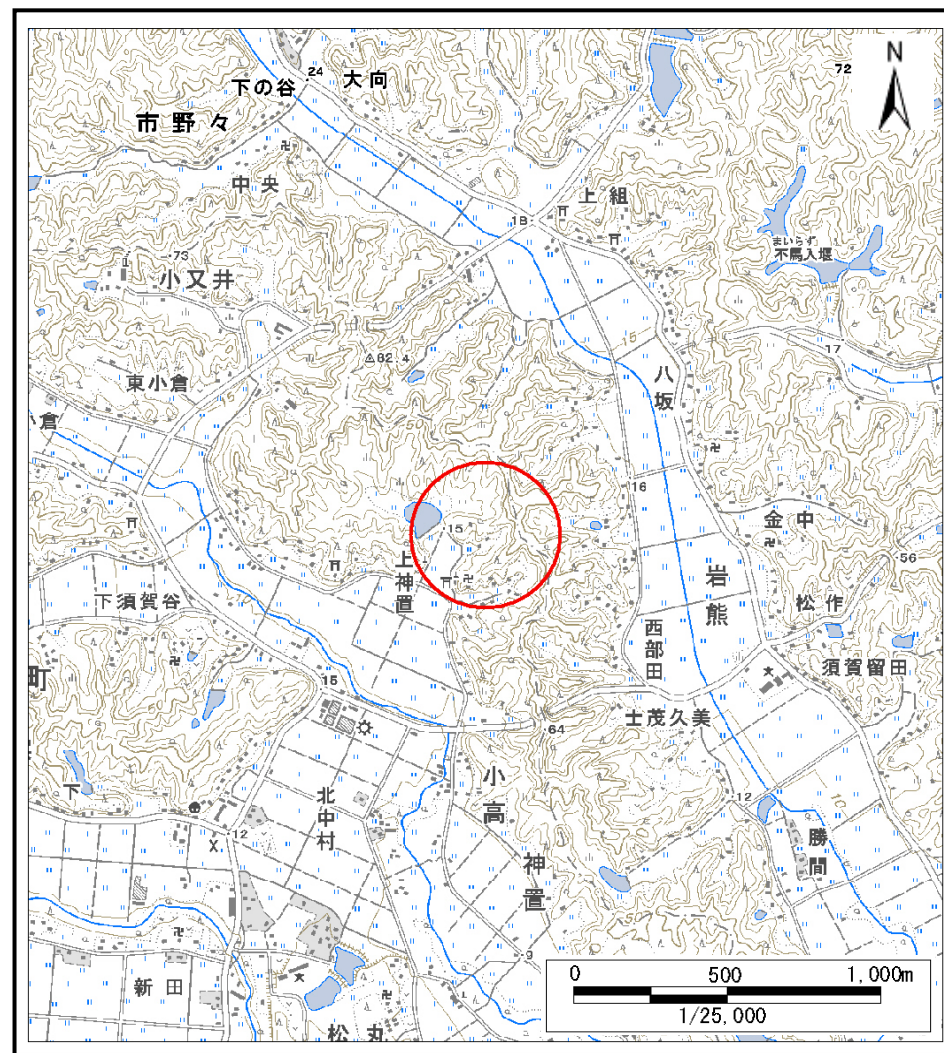 N
24
下の谷
大向
72
市野々
中央
上組
18
まいらず
不馬入堰
73
小又井
17
62.4
東小倉
八坂
小倉
50
16
15
金中
上神置
岩熊
56
下須賀谷
松作
西部田
須賀留田
町
15
士茂久美
64
小高
下
北中村
12
10
12
勝間
神置
50
9
新田
松丸
0 500 1,000m
1/25,000